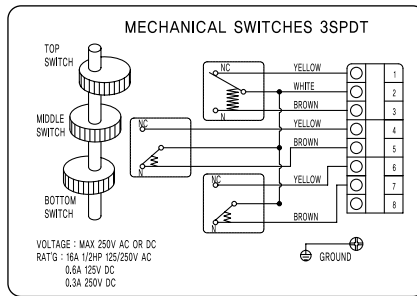 MECHANICAL SWITCHES 3SPDT
TOP
SWITCH
MIDDLE
SWITCH
BOTTOM
SWITCH
NC
N
NC
N
NC
N
YELLOW
WHITE
BROWN
YELLOW
BROWN
YELLOW
BROWN
1
2
3
4
5
6
7
8
VOLTAGE : MAX 250V AC OR DC
RAT'G : 16A 1/2HP 125/250V AC
0.6A 125V DC
0.3A 250V DC
GROUND